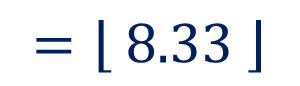 = ⌊ 8.33 ⌋